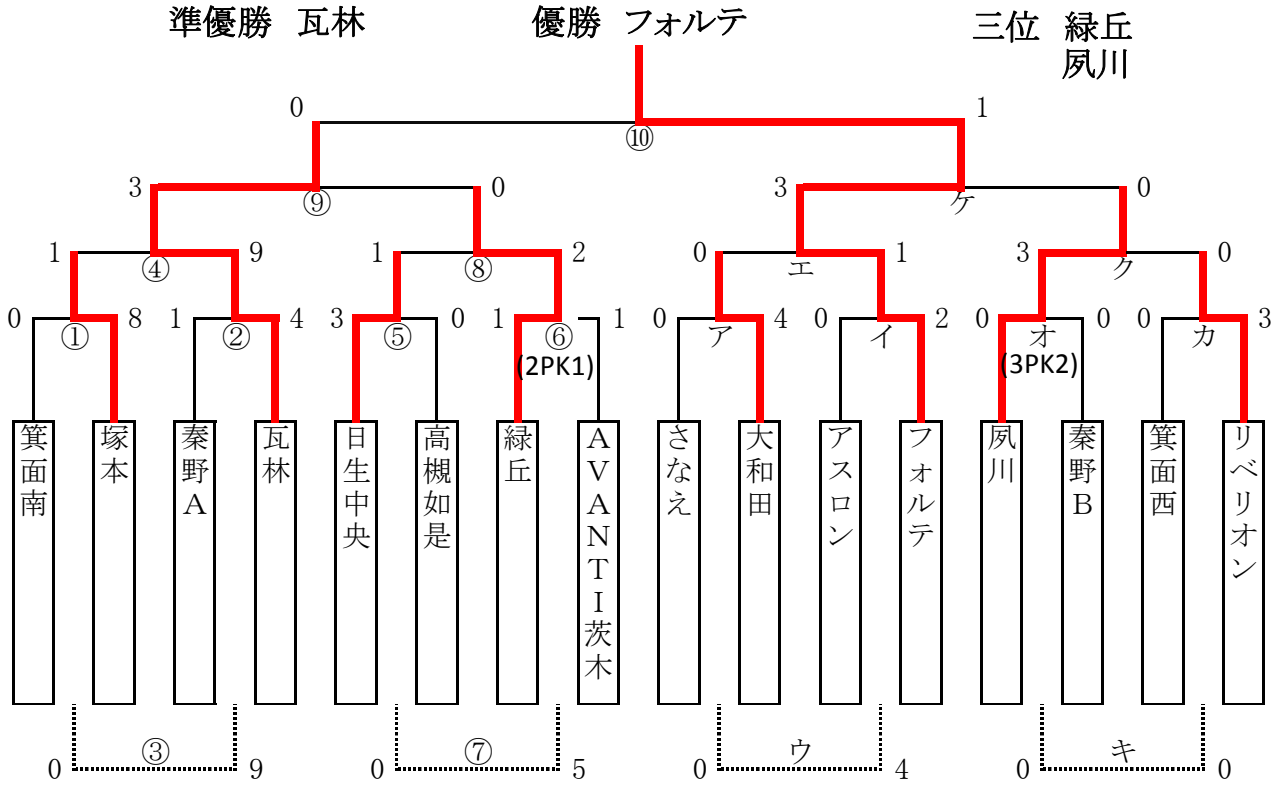 準優勝 瓦林
優勝 フォルテ
三位 緑丘
夙川
0 1
⑩
3 0 3 0
⑨ ケ
1 9 1 2 0 1 3 0
④ ⑧ エ ク
0 8 1 4 3 0 1 1 0 4 0 2 0 0 0 3
① ② ⑤ ⑥ ア イ オ カ
(2PK1) (3PK2)
箕面南
塚本
秦野A
瓦林
日生中央
高槻如是
緑丘
AVANTI茨木
さなえ
大和田
アスロン
フォルテ
夙川
秦野B
箕面西
リベリオン
③ ⑦ ウ キ
0 9 0 5 0 4 0 0